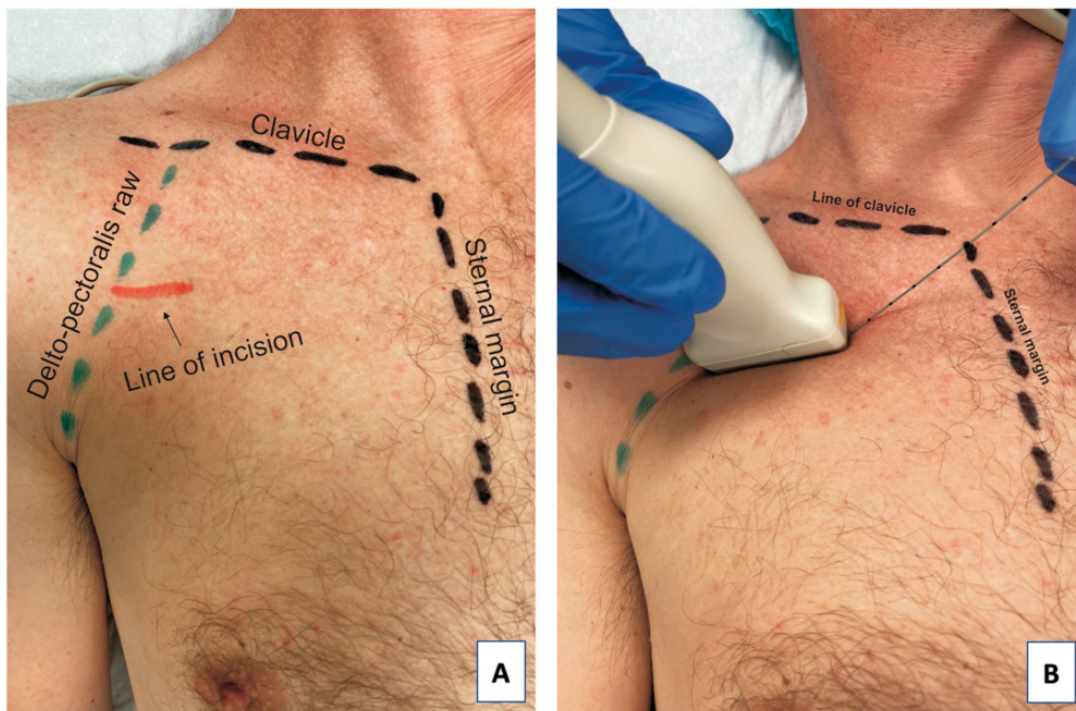 Clavicle
Delto-pectoralis raw
Line of incision
Sternal margin
A
Line of clavicle
Sternal margin
B